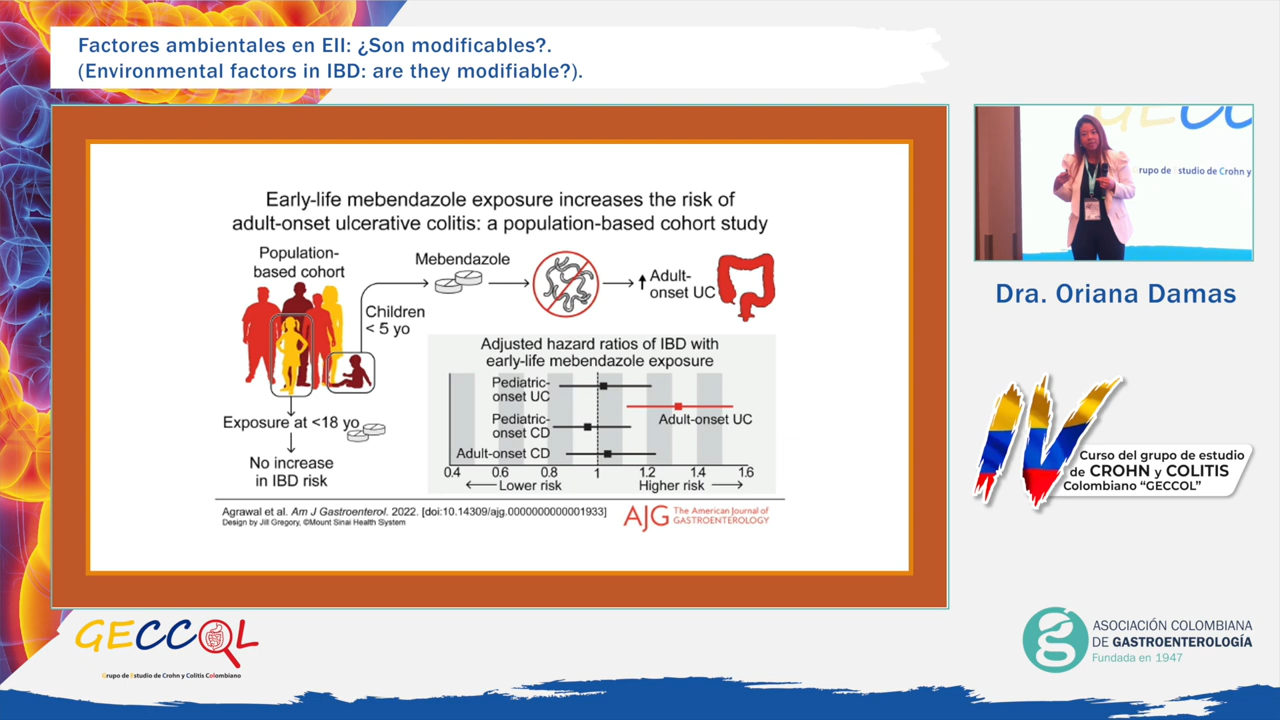 Factores ambientales en EII: ¿Son modificables?.
(Environmental factors in IBD: are they modifiable?).
Early-life mebendazole exposure increases the risk of
adult-onset ulcerative colitis: a population-based cohort study
Population-
based cohort
Mebendazole
Adult-
onset UC
Children
< 5 yo
Exposure at <18 yo
No increase
in IBD risk
Adjusted hazard ratios of IBD with
early-life mebendazole exposure
Pediatric-
onset UC
Adult-onset UC
Pediatric-
onset CD
Adult-onset CD
0.4 0.6 0.8 1 1.2 1.4 1.6
Lower risk Higher risk
Agrawal et al. Am J Gastroenterol. 2022. [doi:10.14309/ajg.0000000000001933]
Design by Jill Gregory, ©Mount Sinai Health System
AJG The American Journal of
GASTROENTEROLOGY
GECC
rupo de studio de Crohn y
Dra. Oriana Damas
IV
Curso del grupo de estudio
de CROHN y COLITIS
Colombiano “GECCOL”
GECCOL
Grupo de Estudio de Crohn y Colitis Colombiano
ASOCIACIÓN COLOMBIANA
DE GASTROENTEROLOGÍA
Fundada en 1947